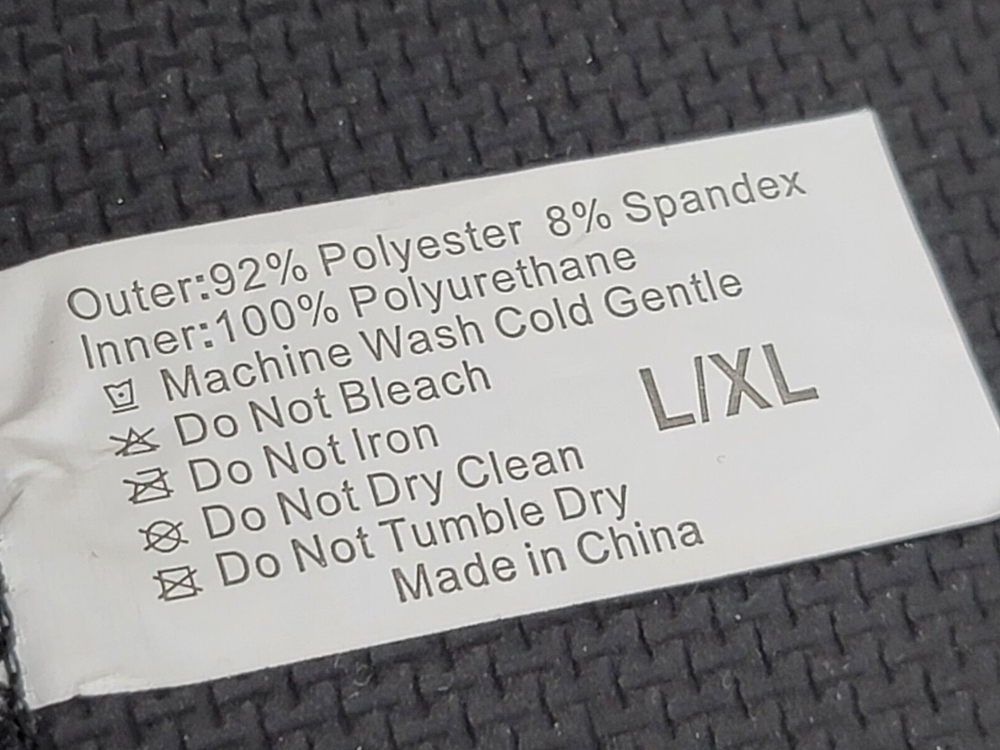 Outer:92% Polyester 8% Spandex
Inner:100% Polyurethane
Machine Wash Cold Gentle
Do Not Bleach
L/XL
Do Not Iron
Do Not Dry Clean
Do Not Tumble Dry
Made in China